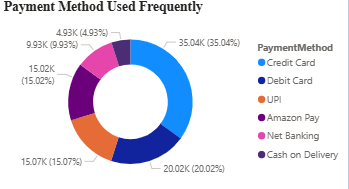 Payment Method Used Frequently
4.93K (4.93%)
9.93K (9.93%)
35.04K (35.04%)
15.02K
(15.02%)
15.07K (15.07%)
20.02K (20.02%)
PaymentMethod
Credit Card
Debit Card
UPI
Amazon Pay
Net Banking
Cash on Delivery